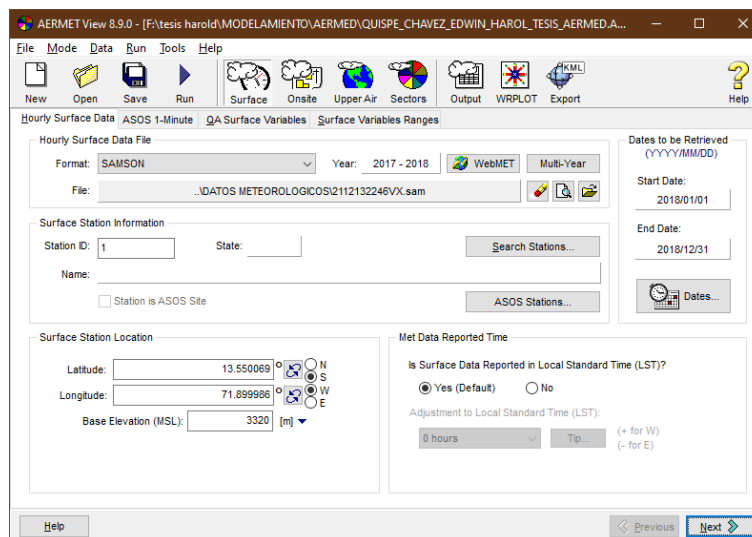 AERMET View 8.9.0 - [F:\tesis harold\MODELAMIENTO\AERMED\QUISPE_CHAVEZ_EDWIN_HAROL_TESIS_AERMED.A...
File Mode Data Run Tools Help
KML
New Open Save Run Surface Onsite Upper Air Sectors Output WRPLOT Export Help
Hourly Surface Data ASOS 1-Minute QA Surface Variables Surface Variables Ranges
Hourly Surface Data File
Format: SAMSON Year: 2017 - 2018 WebMET Multi-Year
File: ..\DATOS METEOROLOGICOS\2112132246VX.sam
Dates to be Retrieved
(YYYY/MM/DD)
Start Date:
2018/01/01
End Date:
2018/12/31
Dates...
Surface Station Information
Station ID: 1 State: Search Stations...
Name:
Station is ASOS Site ASOS Stations...
Surface Station Location
Latitude: 13.550069 ° N S
Longitude: 71.899986 ° W E
Base Elevation (MSL): 3320 [m]
Met Data Reported Time
Is Surface Data Reported in Local Standard Time (LST)?
Yes (Default) No
Adjustment to Local Standard Time (LST):
0 hours Tip... (+ for W)
(- for E)
Help Previous Next